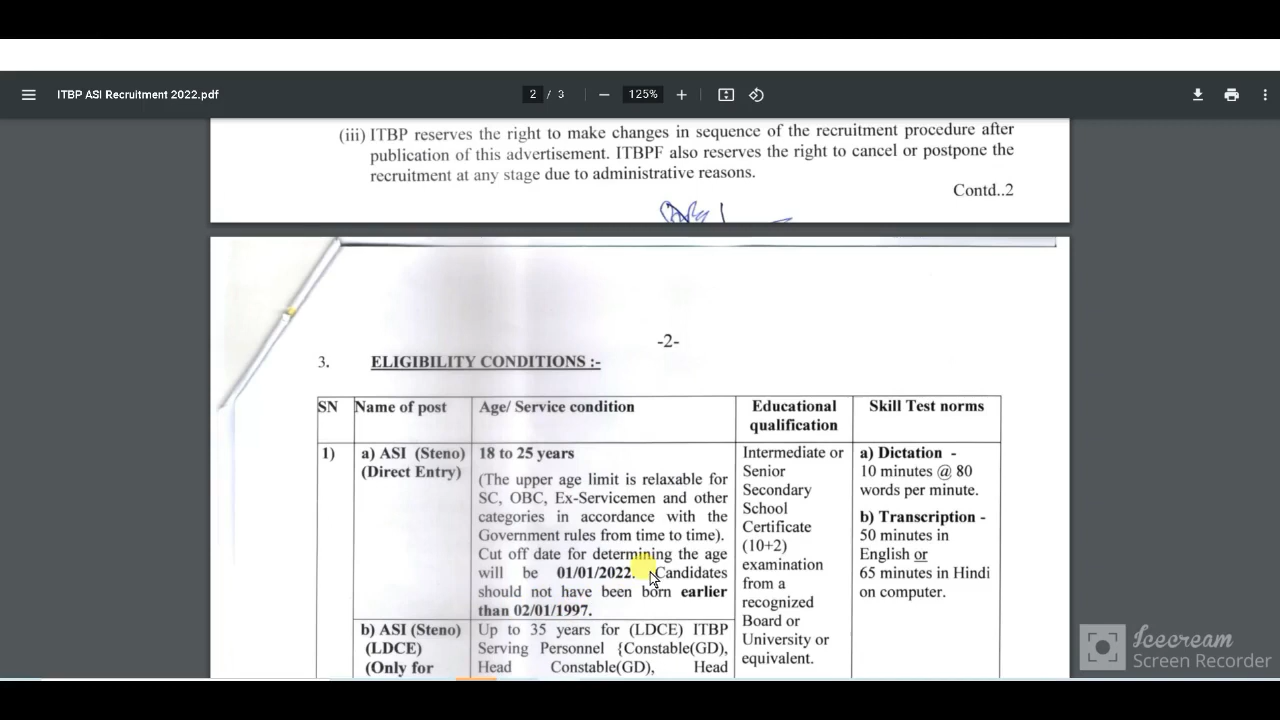 ITBP ASI Recruitment 2022.pdf
2 / 3
125%
(iii) ITBP reserves the right to make changes in sequence of the recruitment procedure after
publication of this advertisement. ITBPF also reserves the right to cancel or postpone the
recruitment at any stage due to administrative reasons.
Contd..2
-2-
3. ELIGIBILITY CONDITIONS :-
SN
Name of post
Age/ Service condition
Educational
qualification
Skill Test norms
1)
a) ASI (Steno)
(Direct Entry)
18 to 25 years
(The upper age limit is relaxable for
SC, OBC, Ex-Servicemen and other
categories in accordance with the
Government rules from time to time).
Cut off date for determining the age
will be 01/01/2022. Candidates
should not have been born earlier
than 02/01/1997.
Intermediate or
Senior
Secondary
School
Certificate
(10+2)
examination
from a
recognized
Board or
University or
equivalent.
a) Dictation -
10 minutes @ 80
words per minute.
b) Transcription -
50 minutes in
English or
65 minutes in Hindi
on computer.
b) ASI (Steno)
(LDCE)
(Only for
Up to 35 years for (LDCE) ITBP
Serving Personnel {Constable(GD),
Head Constable(GD), Head
Icecream
Screen Recorder